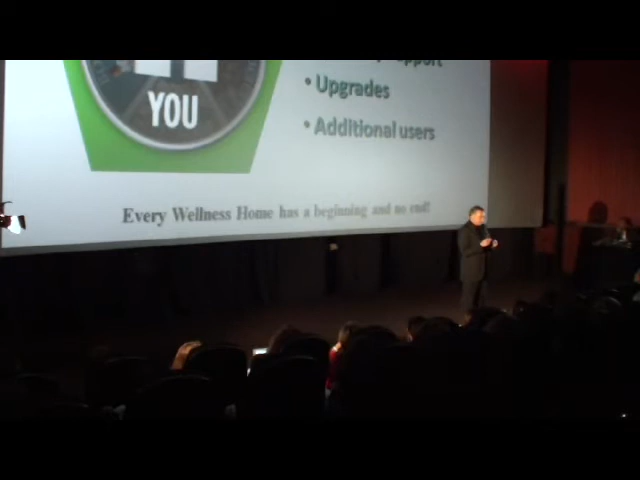 YOU
• Upgrades
• Additional users
Every Wellness Home has a beginning and no end!